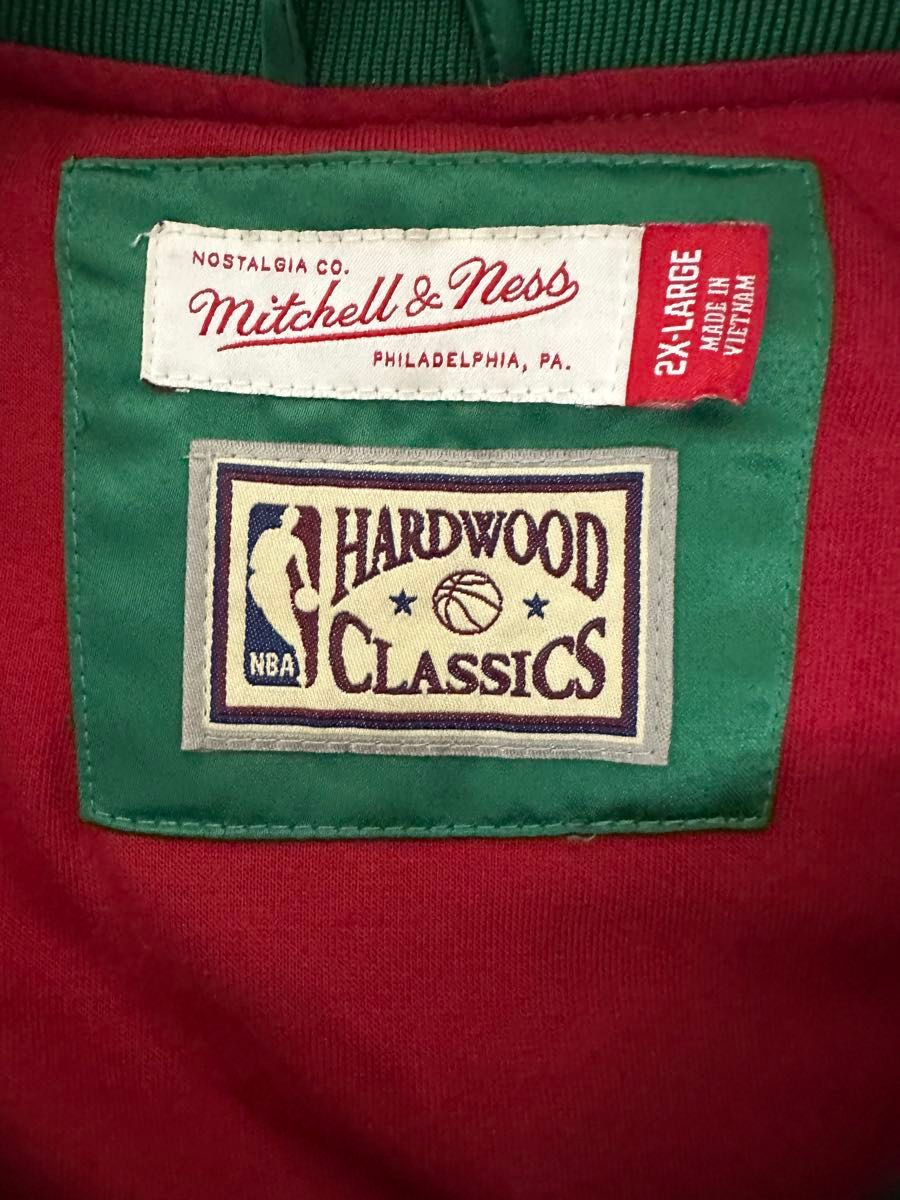 NOSTALGIA CO.
Mitchell & Ness
PHILADELPHIA, PA.
2X-LARGE
MADE IN
VIETNAM
HARDWOOD
CLASSICS
NBA